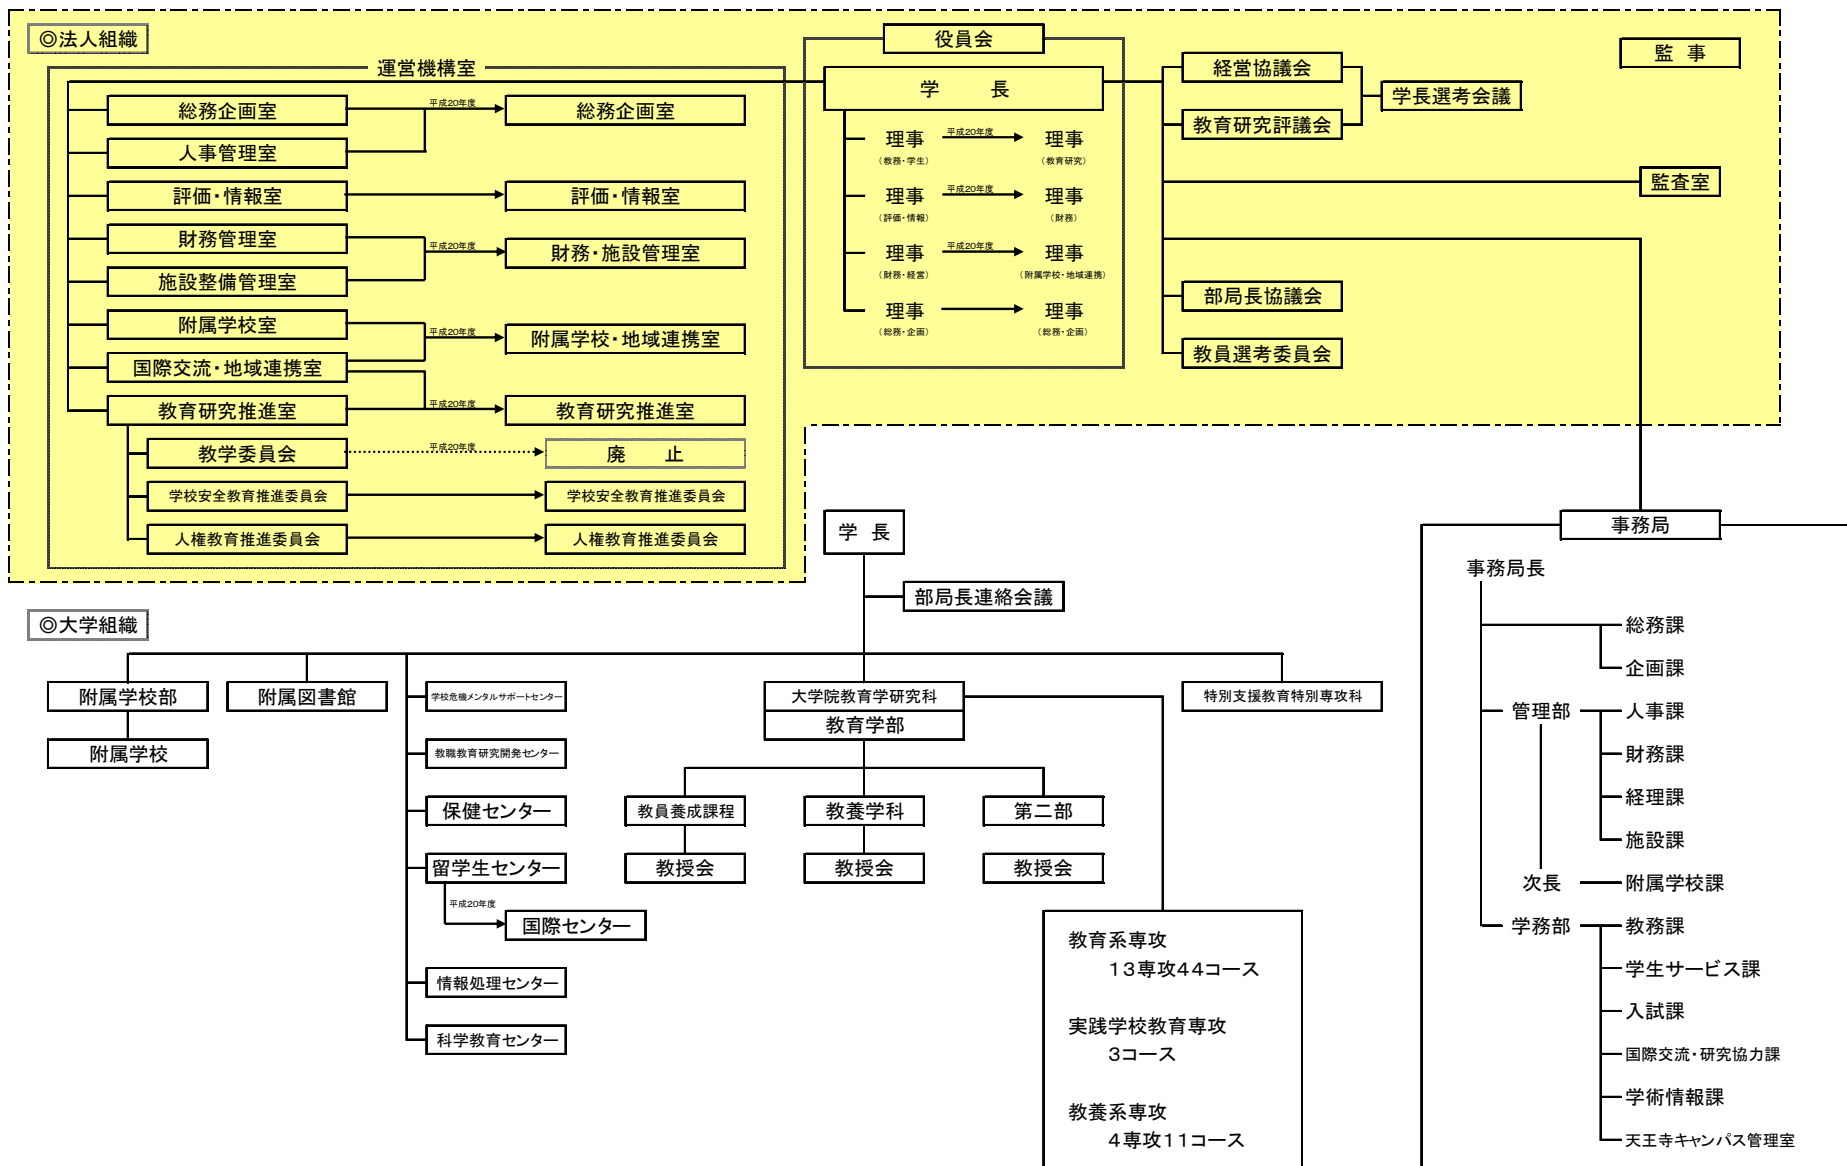 ◎法人組織
運営機構室
総務企画室
平成20年度
総務企画室
人事管理室
評価・情報室
評価・情報室
財務管理室
平成20年度
財務・施設管理室
施設整備管理室
附属学校室
平成20年度
附属学校・地域連携室
国際交流・地域連携室
教育研究推進室
平成20年度
教育研究推進室
教学委員会
平成20年度
廃 止
学校安全教育推進委員会
学校安全教育推進委員会
人権教育推進委員会
人権教育推進委員会
役員会
学 長
理事
平成20年度
理事
(教務・学生)
(教育研究)
理事
平成20年度
理事
(評価・情報)
(財務)
理事
平成20年度
理事
(財務・経営)
(附属学校・地域連携)
理事
理事
(総務・企画)
(総務・企画)
経営協議会
教育研究評議会
学長選考会議
監 事
監査室
部局長協議会
教員選考委員会
◎大学組織
学 長
部局長連絡会議
附属学校部
附属学校
附属図書館
学校危機メンタルサポートセンター
教職教育研究開発センター
保健センター
留学生センター
平成20年度
国際センター
情報処理センター
科学教育センター
大学院教育学研究科
教育学部
教員養成課程
教養学科
第二部
教授会
教授会
教授会
特別支援教育特別専攻科
教育系専攻
13専攻44コース
実践学校教育専攻
3コース
教養系専攻
4専攻11コース
事務局
事務局長
総務課
企画課
管理部
人事課
財務課
経理課
施設課
次長
附属学校課
学務部
教務課
学生サービス課
入試課
国際交流・研究協力課
学術情報課
天王寺キャンパス管理室